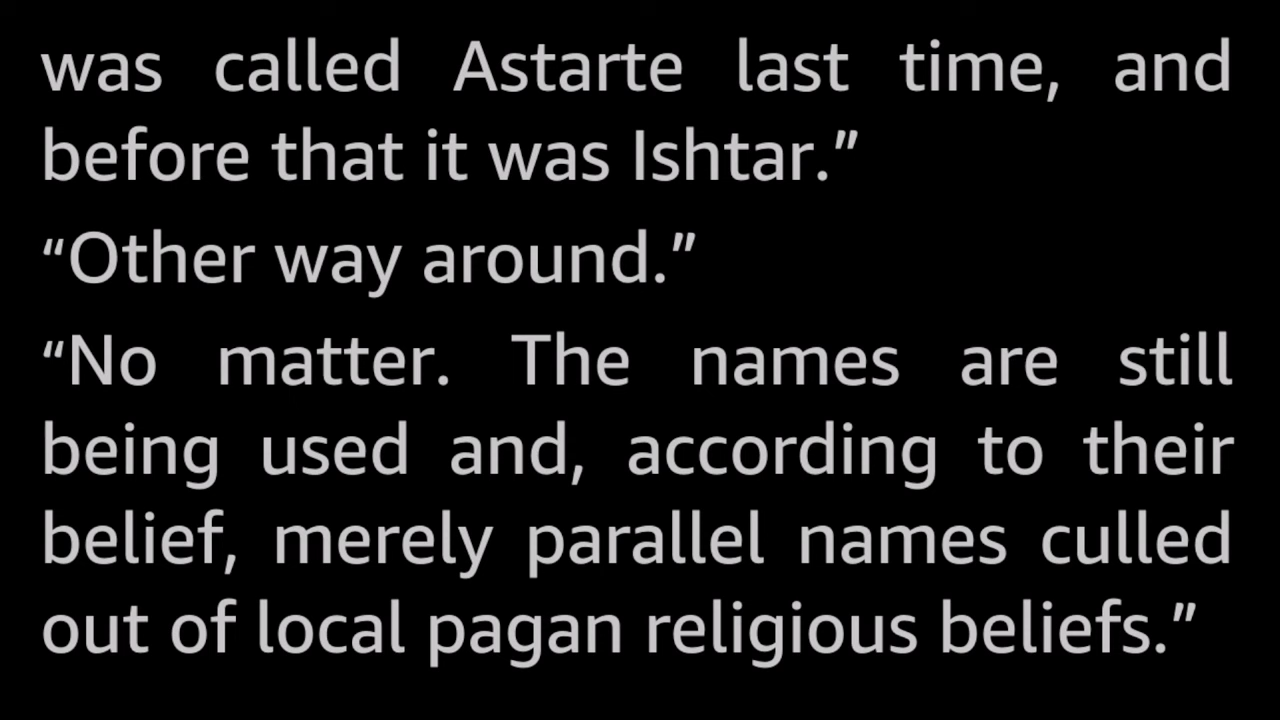 was called Astarte last time, and
before that it was Ishtar.”
“Other way around.”
“No matter. The names are still
being used and, according to their
belief, merely parallel names culled
out of local pagan religious beliefs.”